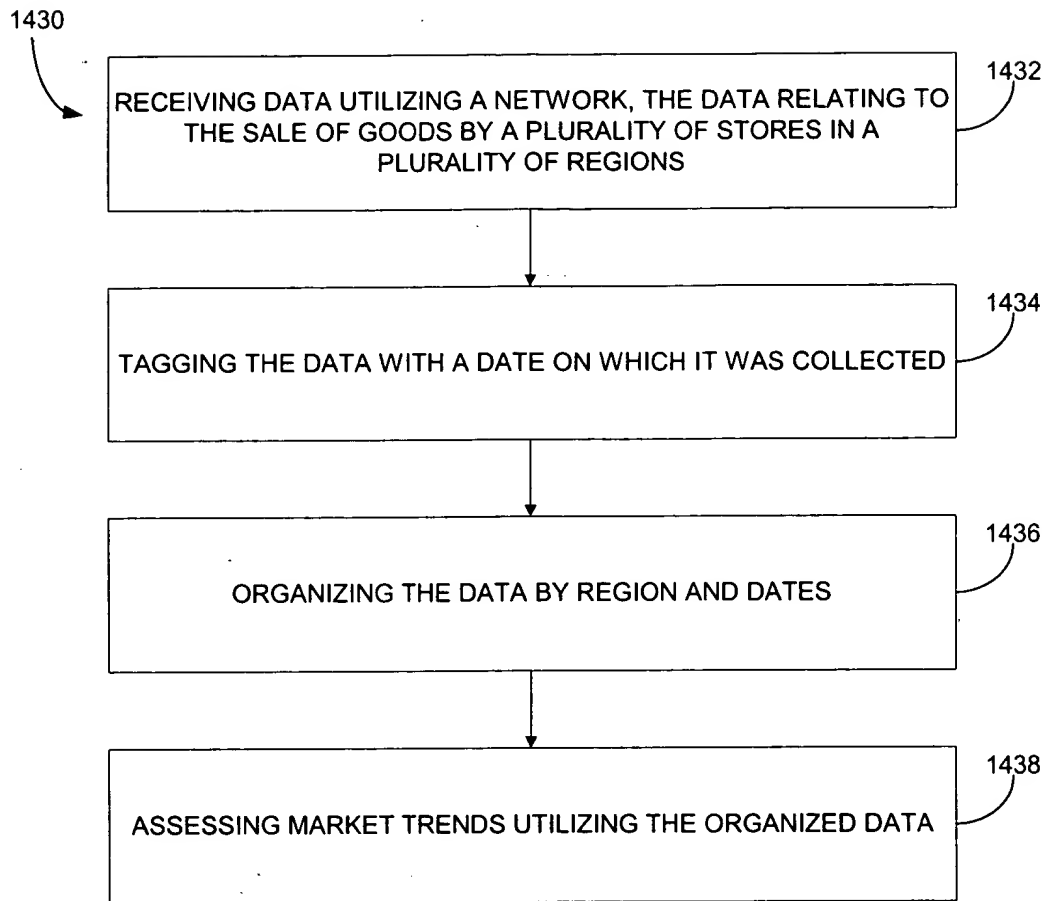 1430
1432
RECEIVING DATA UTILIZING A NETWORK, THE DATA RELATING TO
THE SALE OF GOODS BY A PLURALITY OF STORES IN A
PLURALITY OF REGIONS
1434
TAGGING THE DATA WITH A DATE ON WHICH IT WAS COLLECTED
1436
ORGANIZING THE DATA BY REGION AND DATES
1438
ASSESSING MARKET TRENDS UTILIZING THE ORGANIZED DATA